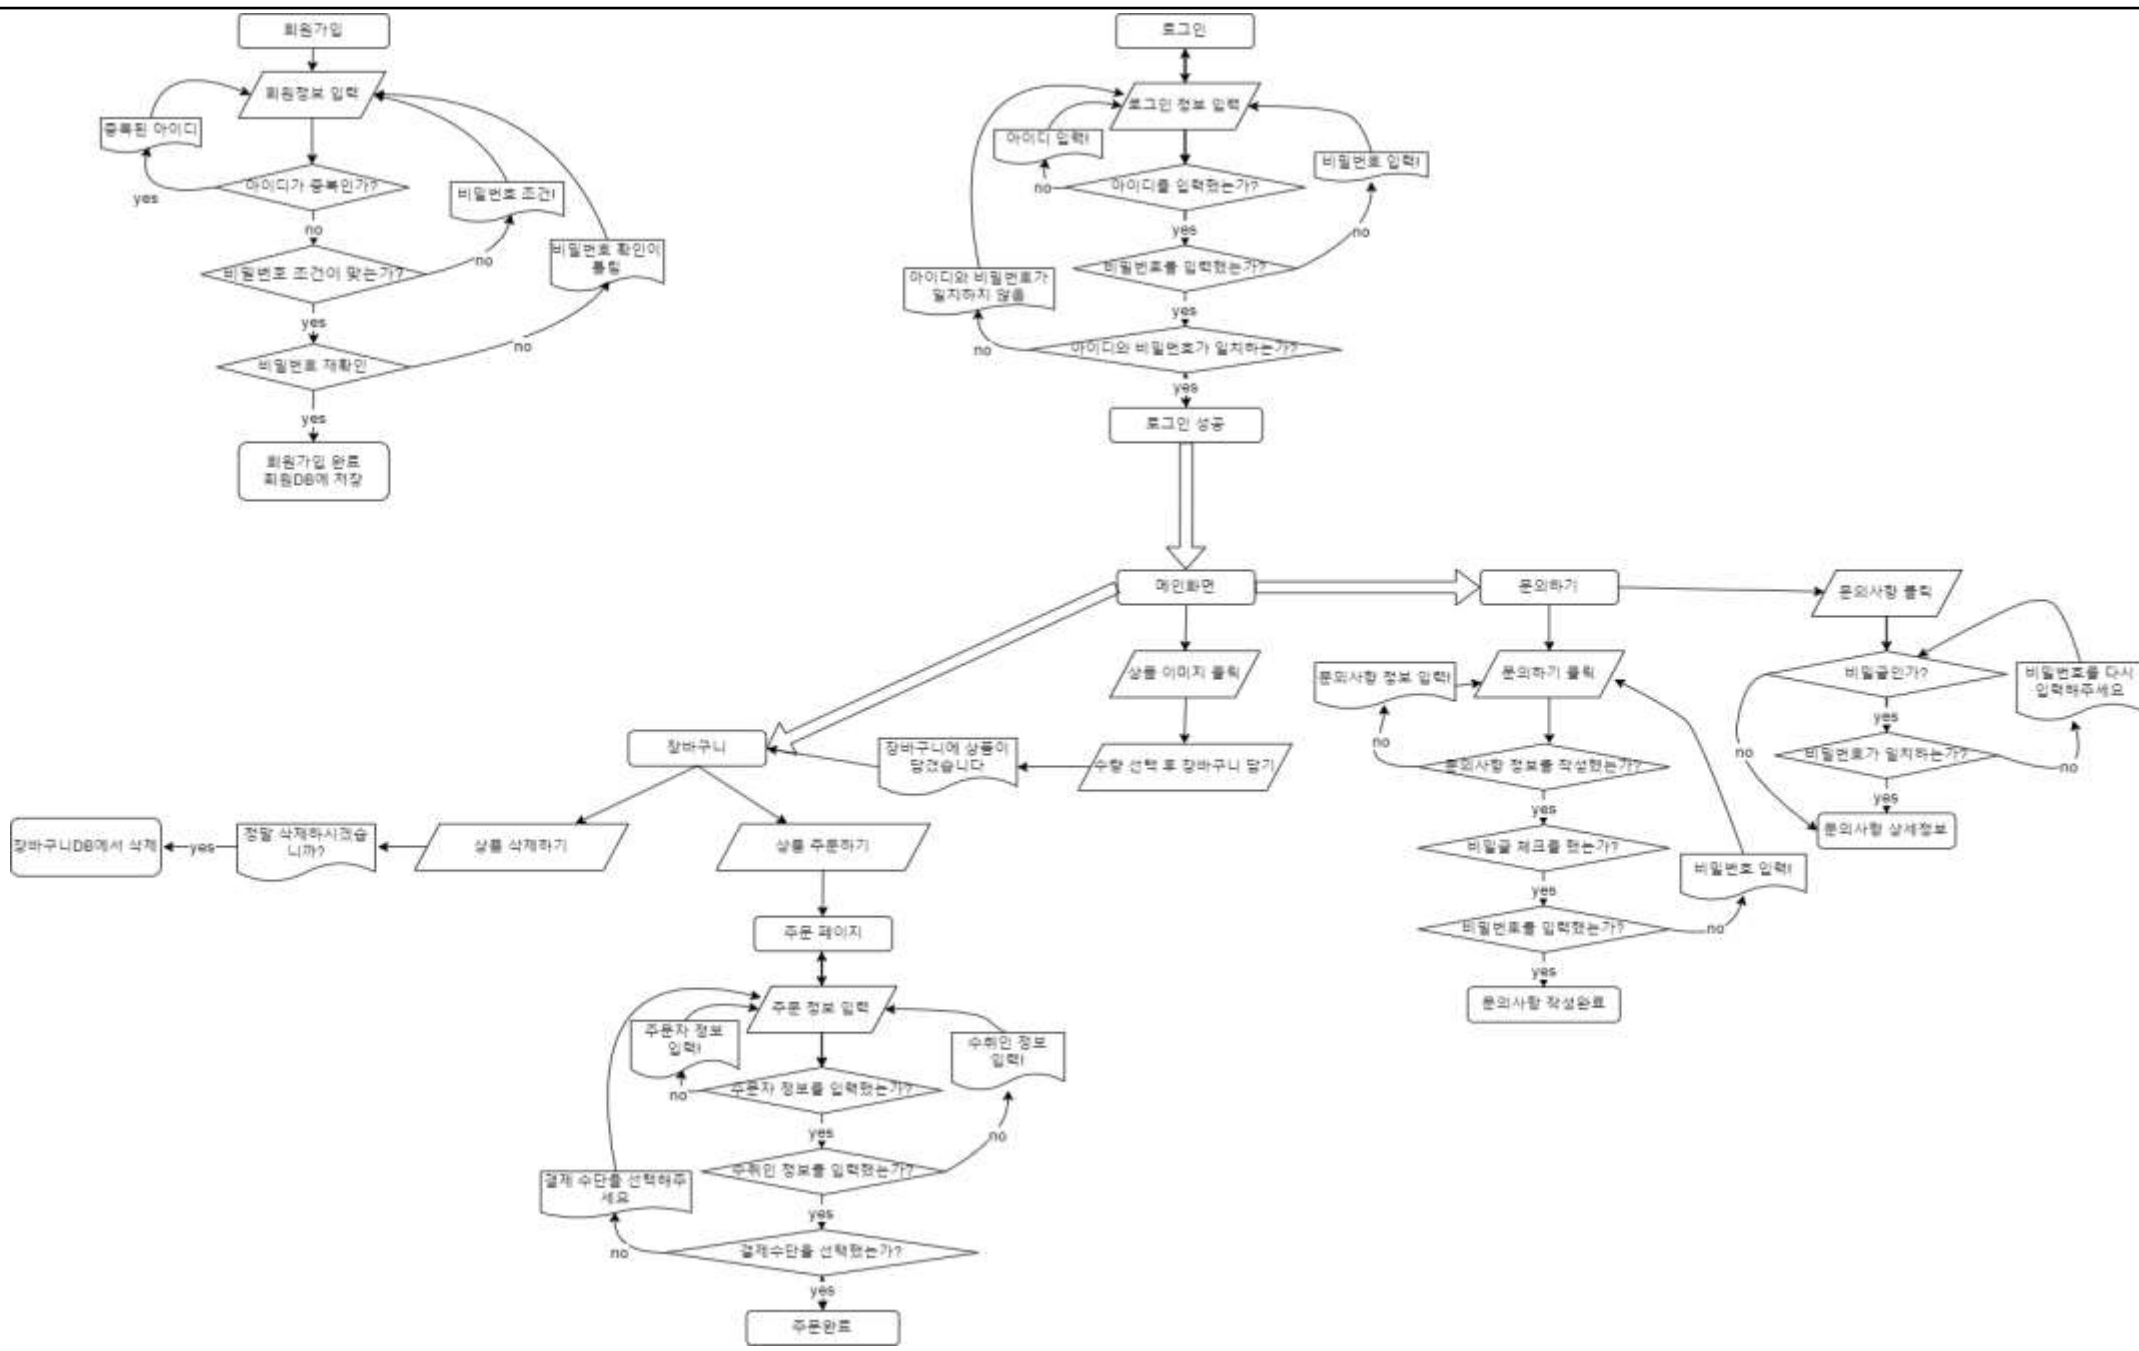 회원가입
회원정보 입력
중복된 아이디
아이디가 중복인가?
yes
no
비밀번호 조건!
비밀번호 조건이 맞는가?
no
yes
비밀번호 확인이
틀림
비밀번호 재확인
no
yes
회원가입 완료
회원DB에 저장
로그인
로그인 정보 입력
아이디 입력!
비밀번호 입력!
아이디를 입력했는가?
no
yes
비밀번호를 입력했는가?
no
yes
아이디와 비밀번호가
일치하지 않음
아이디와 비밀번호가 일치하는가?
no
yes
로그인 성공
메인화면
문의하기
문의사항 클릭
상품 이미지 클릭
수량 선택 후 장바구니 담기
장바구니에 상품이
담겼습니다
장바구니
상품 삭제하기
정말 삭제하시겠습
니까?
yes
장바구니DB에서 삭제
상품 주문하기
주문 페이지
주문 정보 입력
주문자 정보
입력!
수취인 정보
입력!
주문자 정보를 입력했는가?
no
yes
수취인 정보를 입력했는가?
no
yes
결제 수단을 선택해주
세요
결제수단을 선택했는가?
no
yes
주문완료
문의하기 클릭
문의사항 정보 입력!
문의사항 정보를 작성했는가?
no
yes
비밀글 체크를 했는가?
yes
비밀번호 입력!
비밀번호를 입력했는가?
no
yes
문의사항 작성완료
비밀글인가?
no
yes
비밀번호를 다시
입력해주세요
비밀번호가 일치하는가?
no
yes
문의사항 상세정보